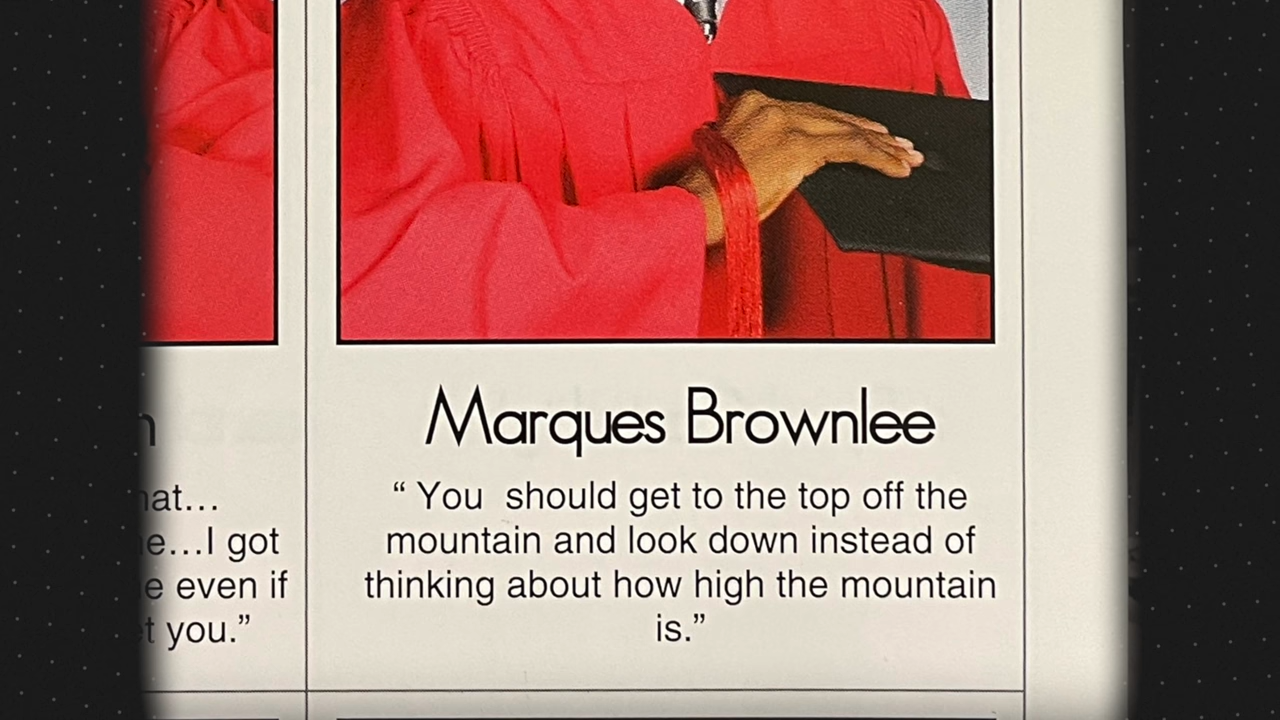 Marques Brownlee
“ You  should get to the top off the
mountain and look down instead of
thinking about how high the mountain
is.”
...I got
even if
you.”